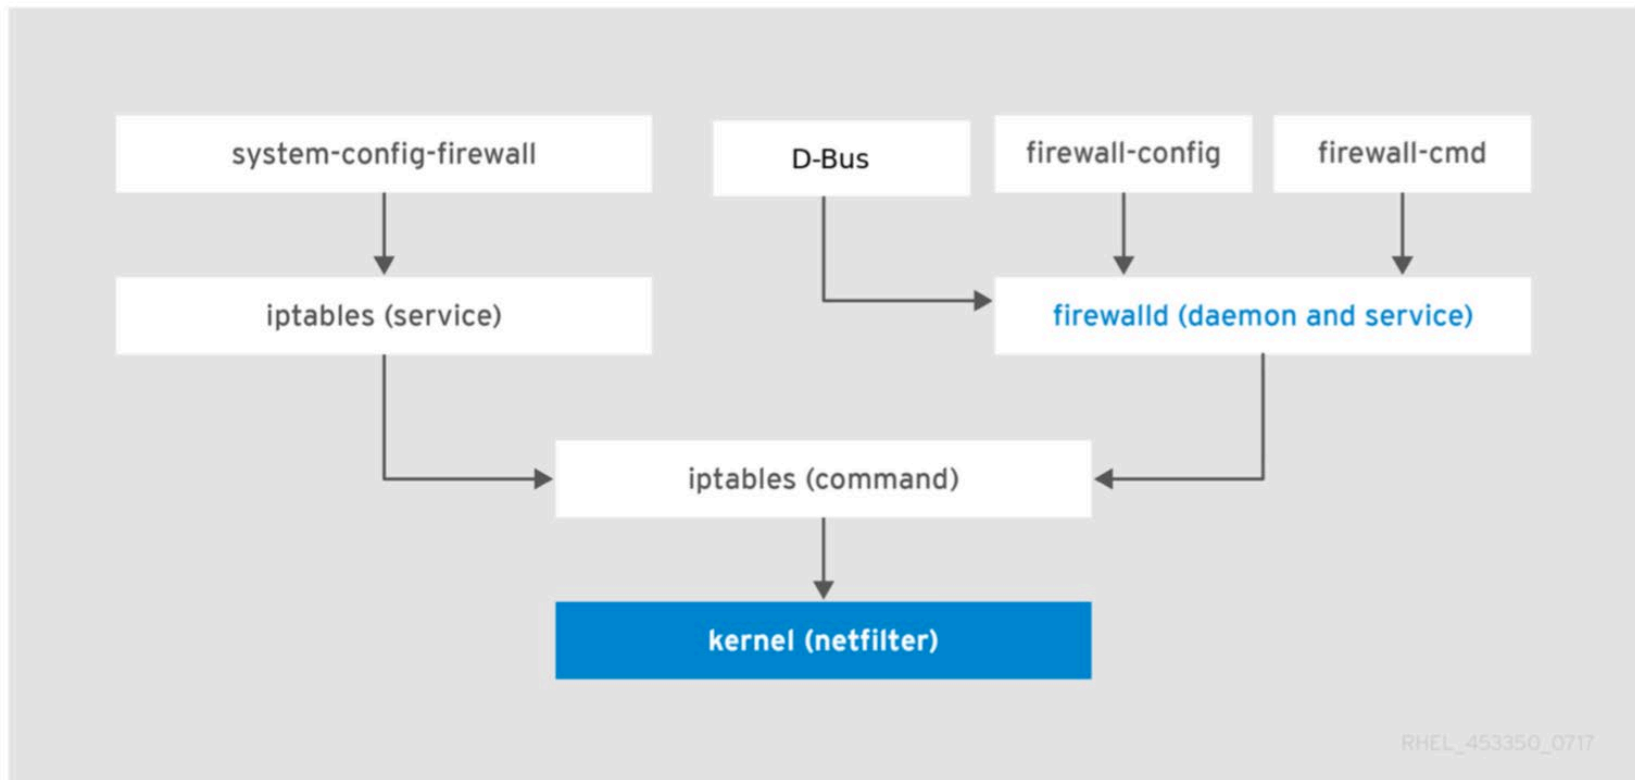 system-config-firewall
D-Bus
firewall-config
firewall-cmd
iptables (service)
firewalld (daemon and service)
iptables (command)
kernel (netfilter)
RHEL_453350_0717